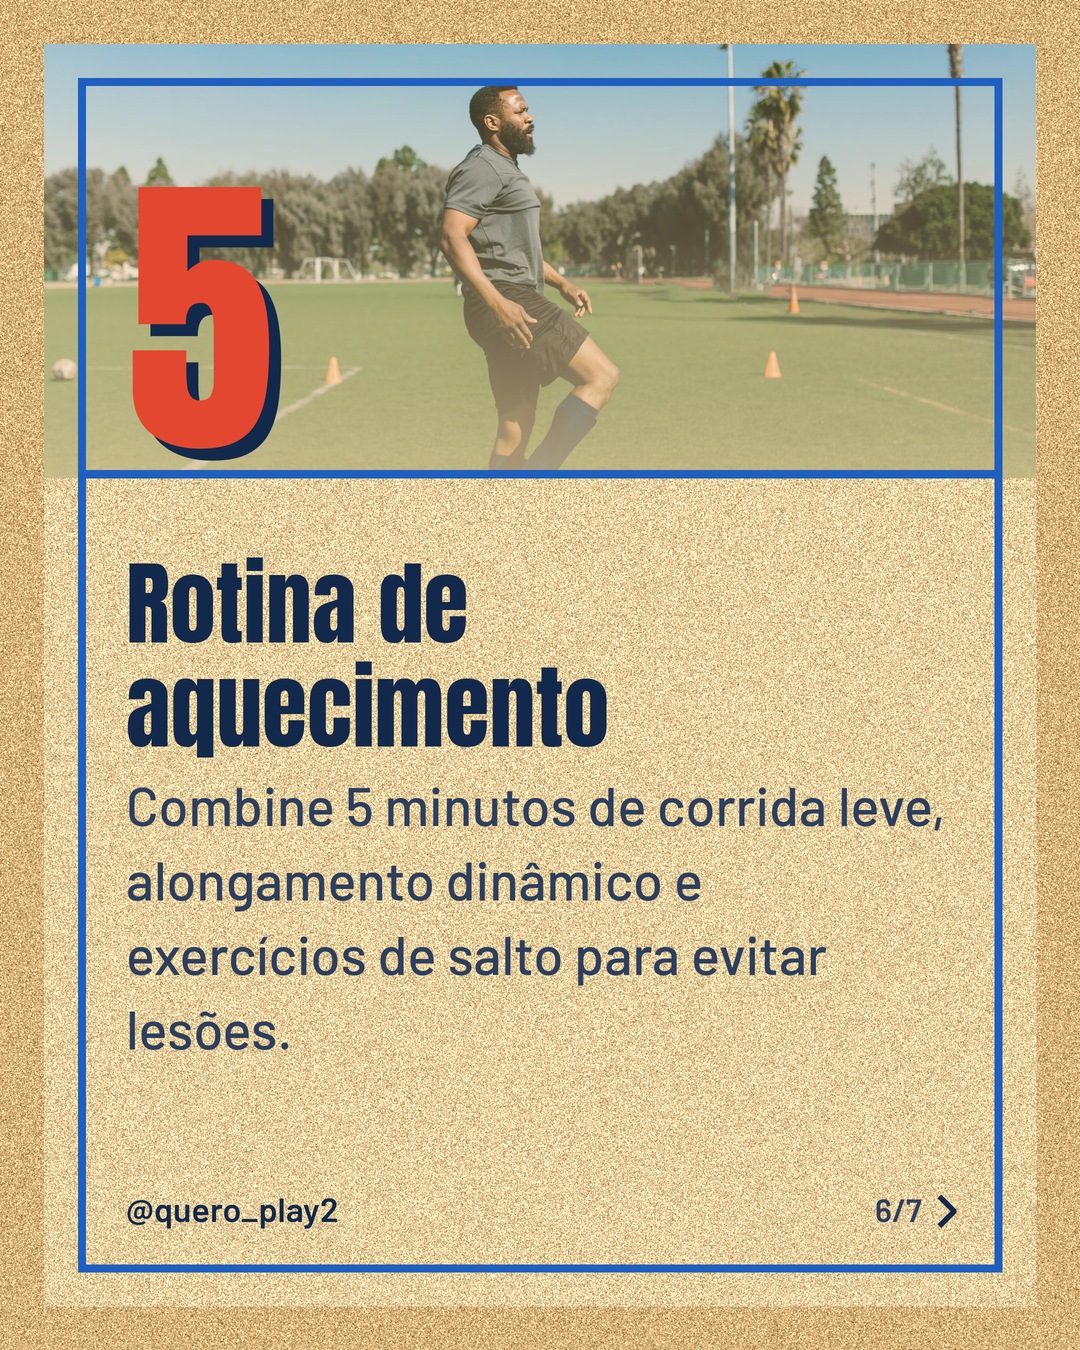 5
Rotina de
aquecimento
Combine 5 minutos de corrida leve,
alongamento dinâmico e
exercícios de salto para evitar
lesões.
@quero_play2
6/7